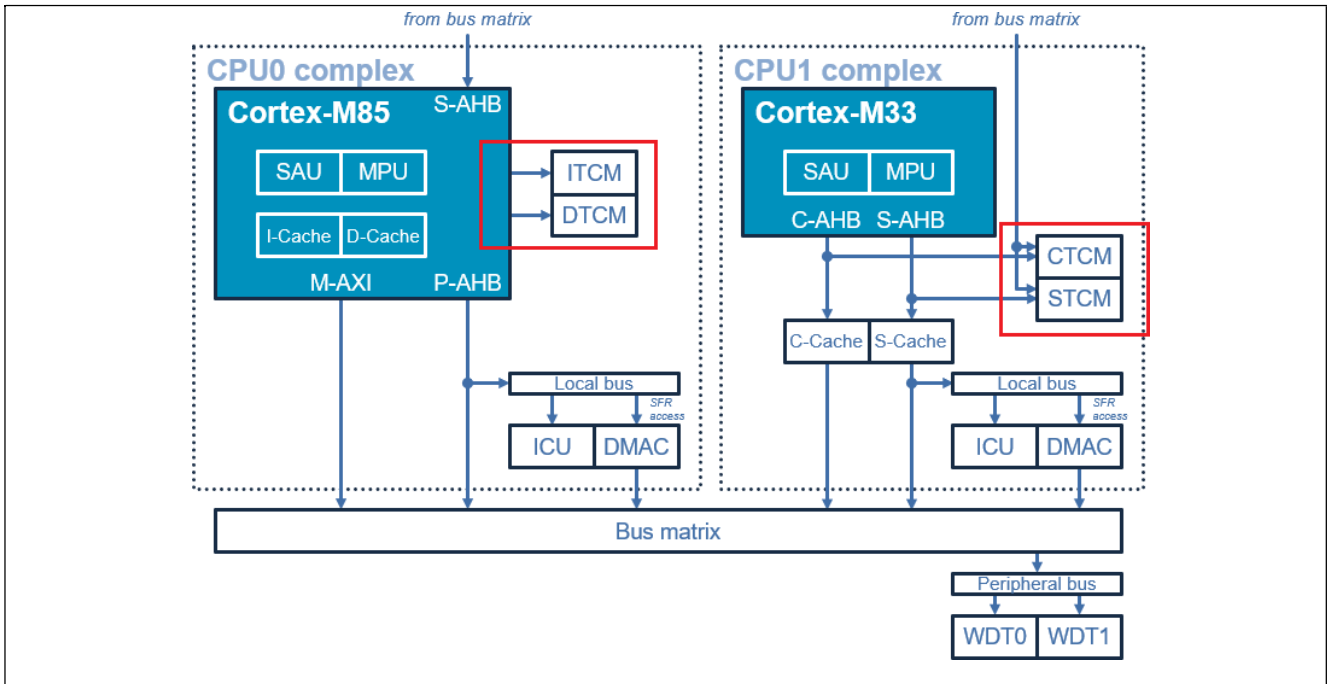 from bus matrix
from bus matrix
CPU0 complex
CPU1 complex
Cortex-M85
S-AHB
Cortex-M33
SAU
MPU
ITCM
SAU
MPU
DTCM
C-AHB
S-AHB
I-Cache
D-Cache
CTCM
M-AXI
P-AHB
STCM
C-Cache
S-Cache
Local bus
Local bus
SFR
access
SFR
access
ICU
DMAC
ICU
DMAC
Bus matrix
Peripheral bus
WDT0
WDT1